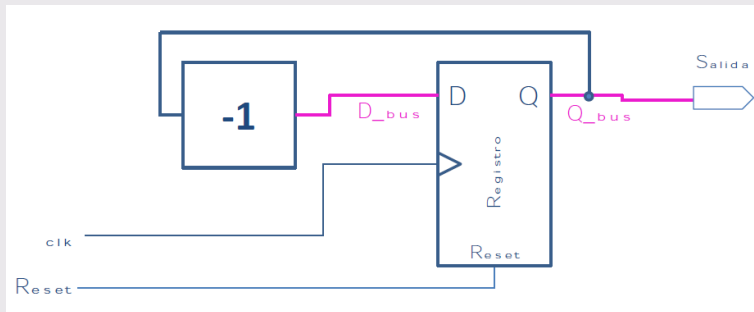 Salida
-1
D
Q
D_bus
Q_bus
Registro
clk
Reset
Reset